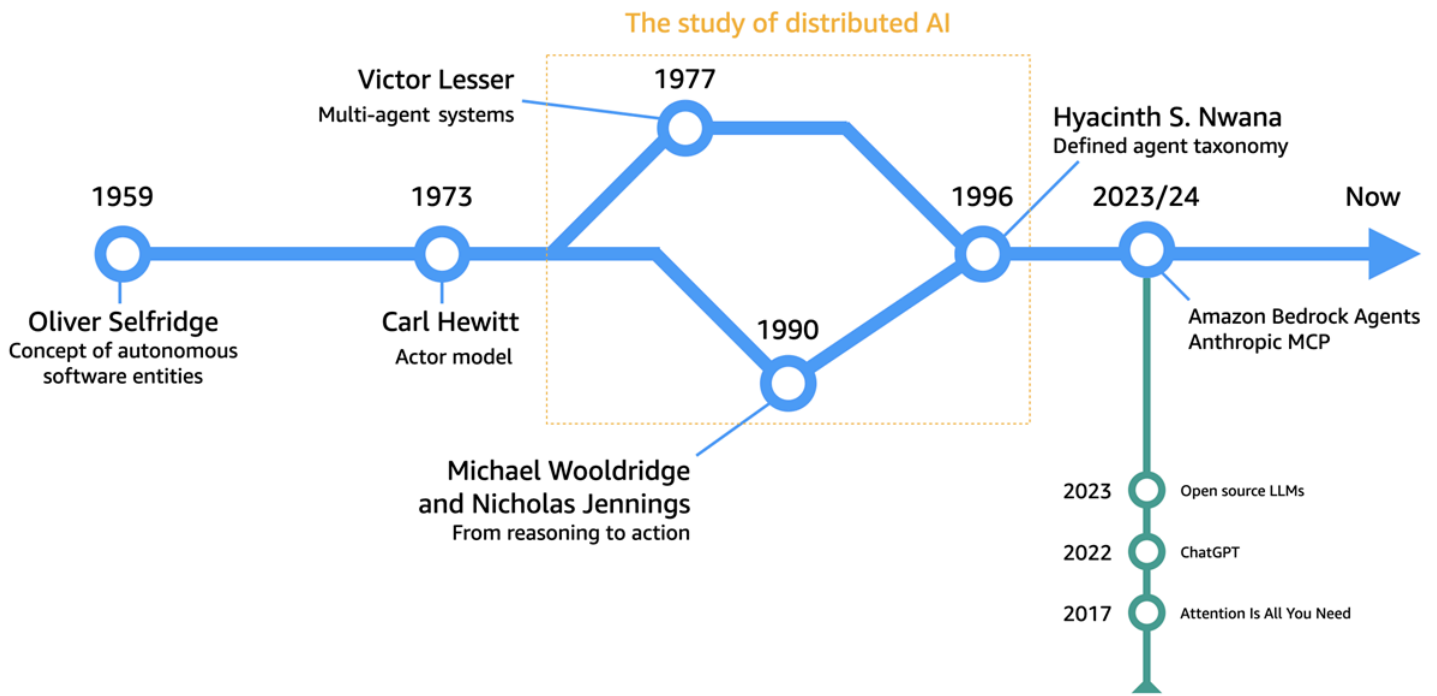 The study of distributed AI
Victor Lesser
Multi-agent systems
1977
Hyacinth S. Nwana
Defined agent taxonomy
1959
1973
1996
2023/24
Now
Oliver Selfridge
Concept of autonomous
software entities
Carl Hewitt
Actor model
1990
Amazon Bedrock Agents
Anthropic MCP
Michael Wooldridge
and Nicholas Jennings
From reasoning to action
2023 Open source LLMs
2022 ChatGPT
2017 Attention Is All You Need